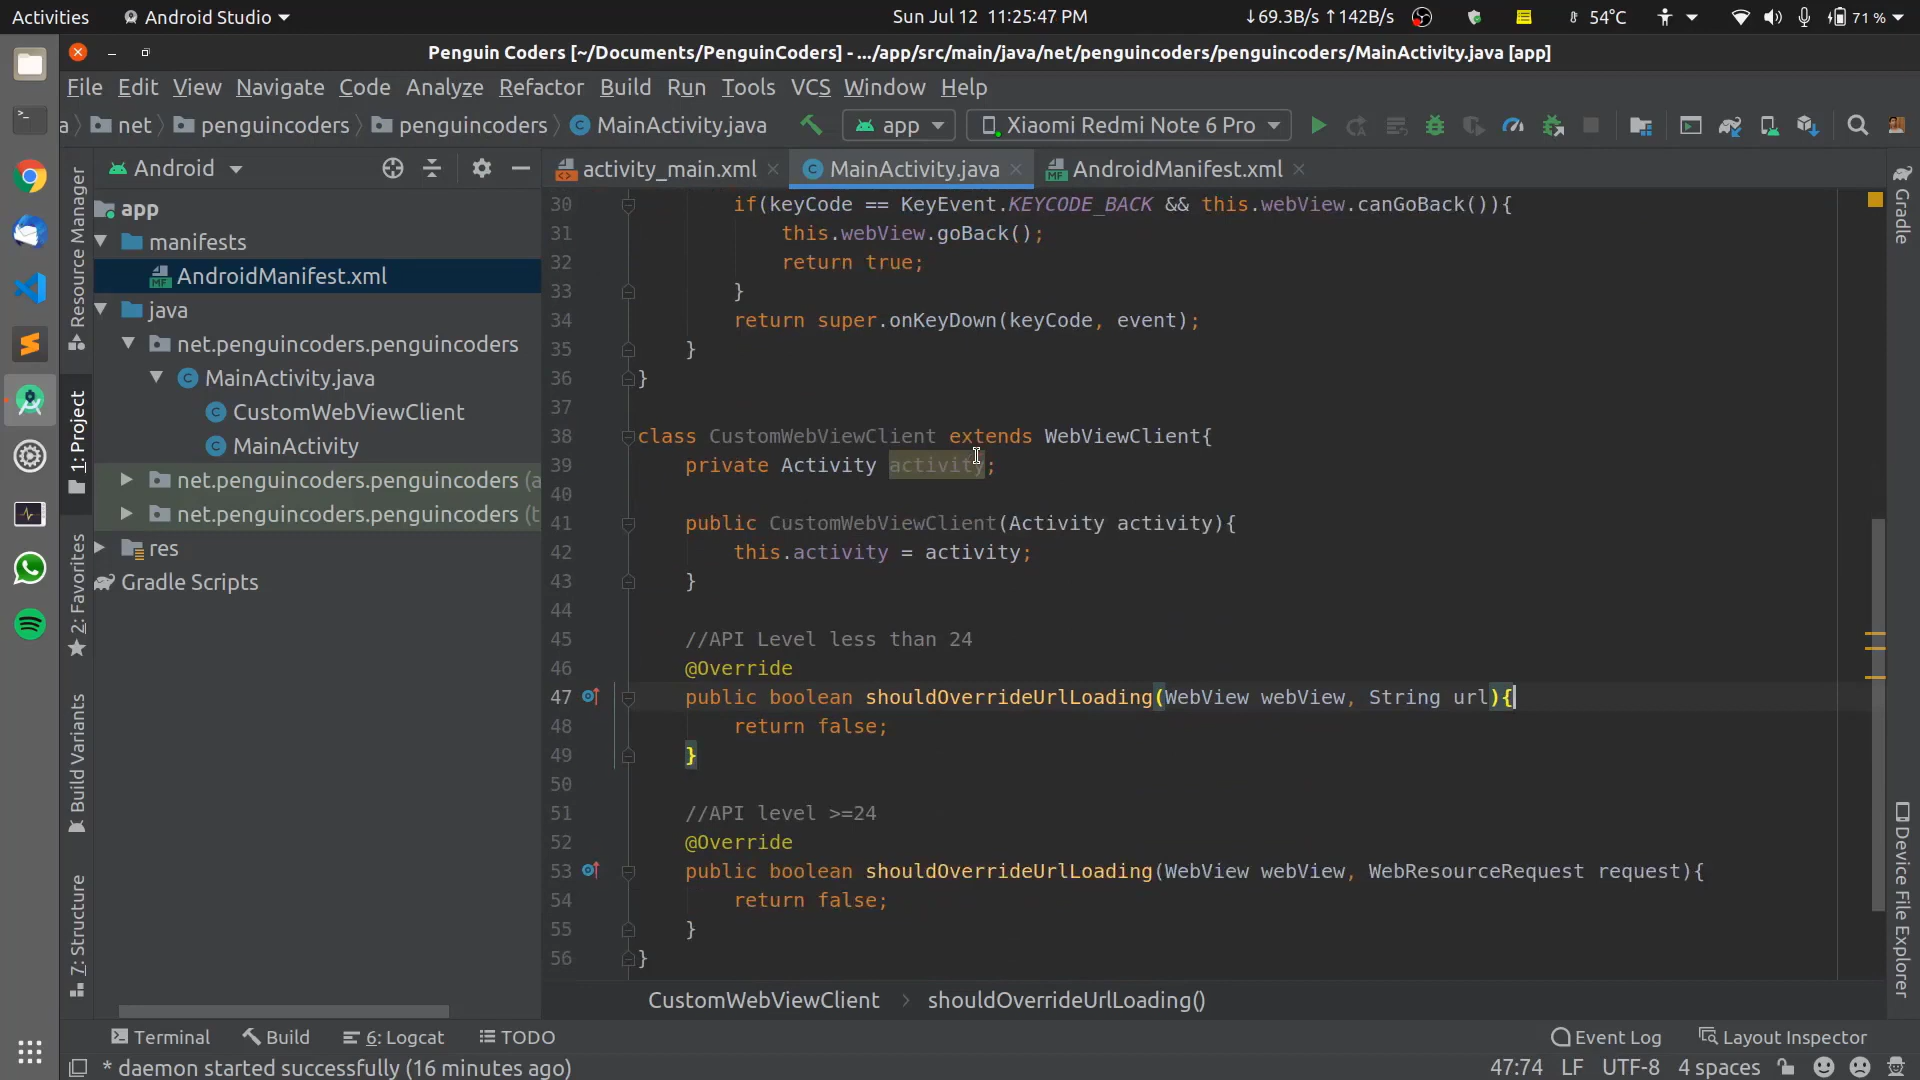 Activities
Android Studio
Sun Jul 12 11:25:47 PM
↓69.3B/s ↑142B/s
54°C
71 %
Penguin Coders [~/Documents/PenguinCoders] - .../app/src/main/java/net/penguincoders/penguincoders/MainActivity.java [app]
File Edit View Navigate Code Analyze Refactor Build Run Tools VCS Window Help
a net penguincoders penguincoders MainActivity.java
app
Xiaomi Redmi Note 6 Pro
Android
activity_main.xml
MainActivity.java
AndroidManifest.xml
app
manifests
AndroidManifest.xml
java
net.penguincoders.penguincoders
MainActivity.java
CustomWebViewClient
MainActivity
net.penguincoders.penguincoders (a
net.penguincoders.penguincoders (t
res
Gradle Scripts
Resource Manager
1: Project
2: Favorites
Build Variants
7: Structure
30 if(keyCode == KeyEvent.KEYCODE_BACK && this.webView.canGoBack()){
31 this.webView.goBack();
32 return true;
33 }
34 return super.onKeyDown(keyCode, event);
35 }
36 }
37
38 class CustomWebViewClient extends WebViewClient{
39 private Activity activity;
40
41 public CustomWebViewClient(Activity activity){
42 this.activity = activity;
43 }
44
45 //API Level less than 24
46 @Override
47 public boolean shouldOverrideUrlLoading(WebView webView, String url){
48 return false;
49 }
50
51 //API level >=24
52 @Override
53 public boolean shouldOverrideUrlLoading(WebView webView, WebResourceRequest request){
54 return false;
55 }
56 }
CustomWebViewClient > shouldOverrideUrlLoading()
Gradle
Device File Explorer
Terminal
Build
6: Logcat
TODO
Event Log
Layout Inspector
* daemon started successfully (16 minutes ago)
47:74 LF UTF-8 4 spaces